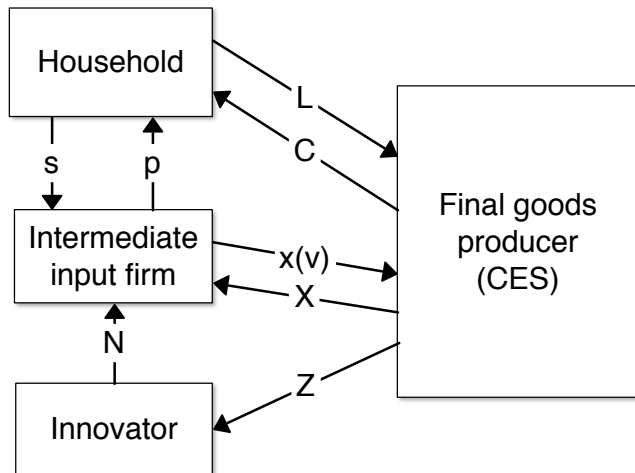 Household
L
C
s
p
Intermediate
input firm
x(v)
X
Final goods
producer
(CES)
N
Z
Innovator